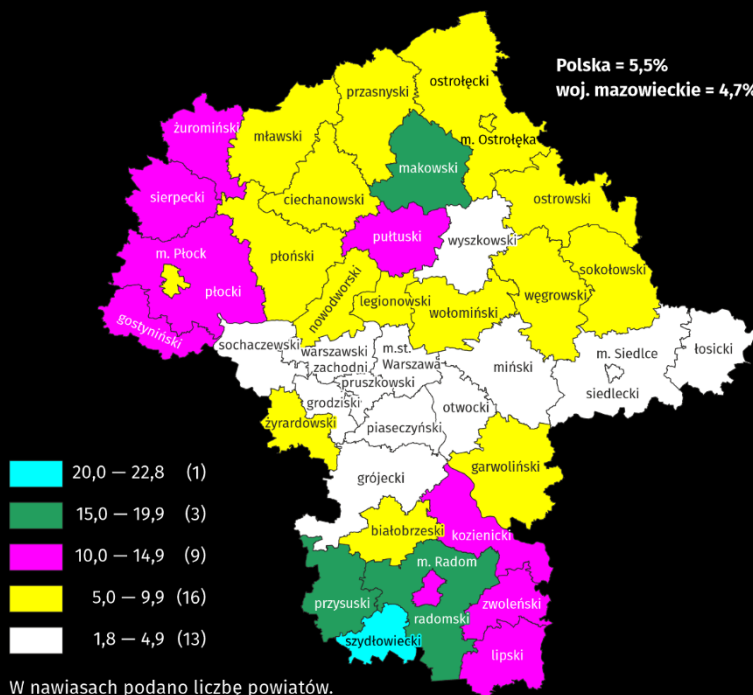 Polska = 5,5%
woj. mazowieckie = 4,7%
ostrołęcki
przasnyski
żuromiński
mławski
m. Ostrołęka
makowski
sierpecki
ciechanowski
ostrowski
pułtuski
wyszkowski
m. Płock
płoński
sokołowski
płocki
nowodworski
legionowski
wołomiński
węgrowski
gostyniński
sochaczewski
warszawski
zachodni
m.st.
Warszawa
miński
m. Siedlce
łosicki
pruszkowski
siedlecki
grodziski
otwocki
żyrardowski
piaseczyński
grójecki
garwoliński
białobrzeski
kozienicki
m. Radom
przysuski
zwoleński
radomski
szydłowiecki
lipski
20,0 — 22,8 (1)
15,0 — 19,9 (3)
10,0 — 14,9 (9)
5,0 — 9,9 (16)
1,8 — 4,9 (13)
W nawiasach podano liczbę powiatów.